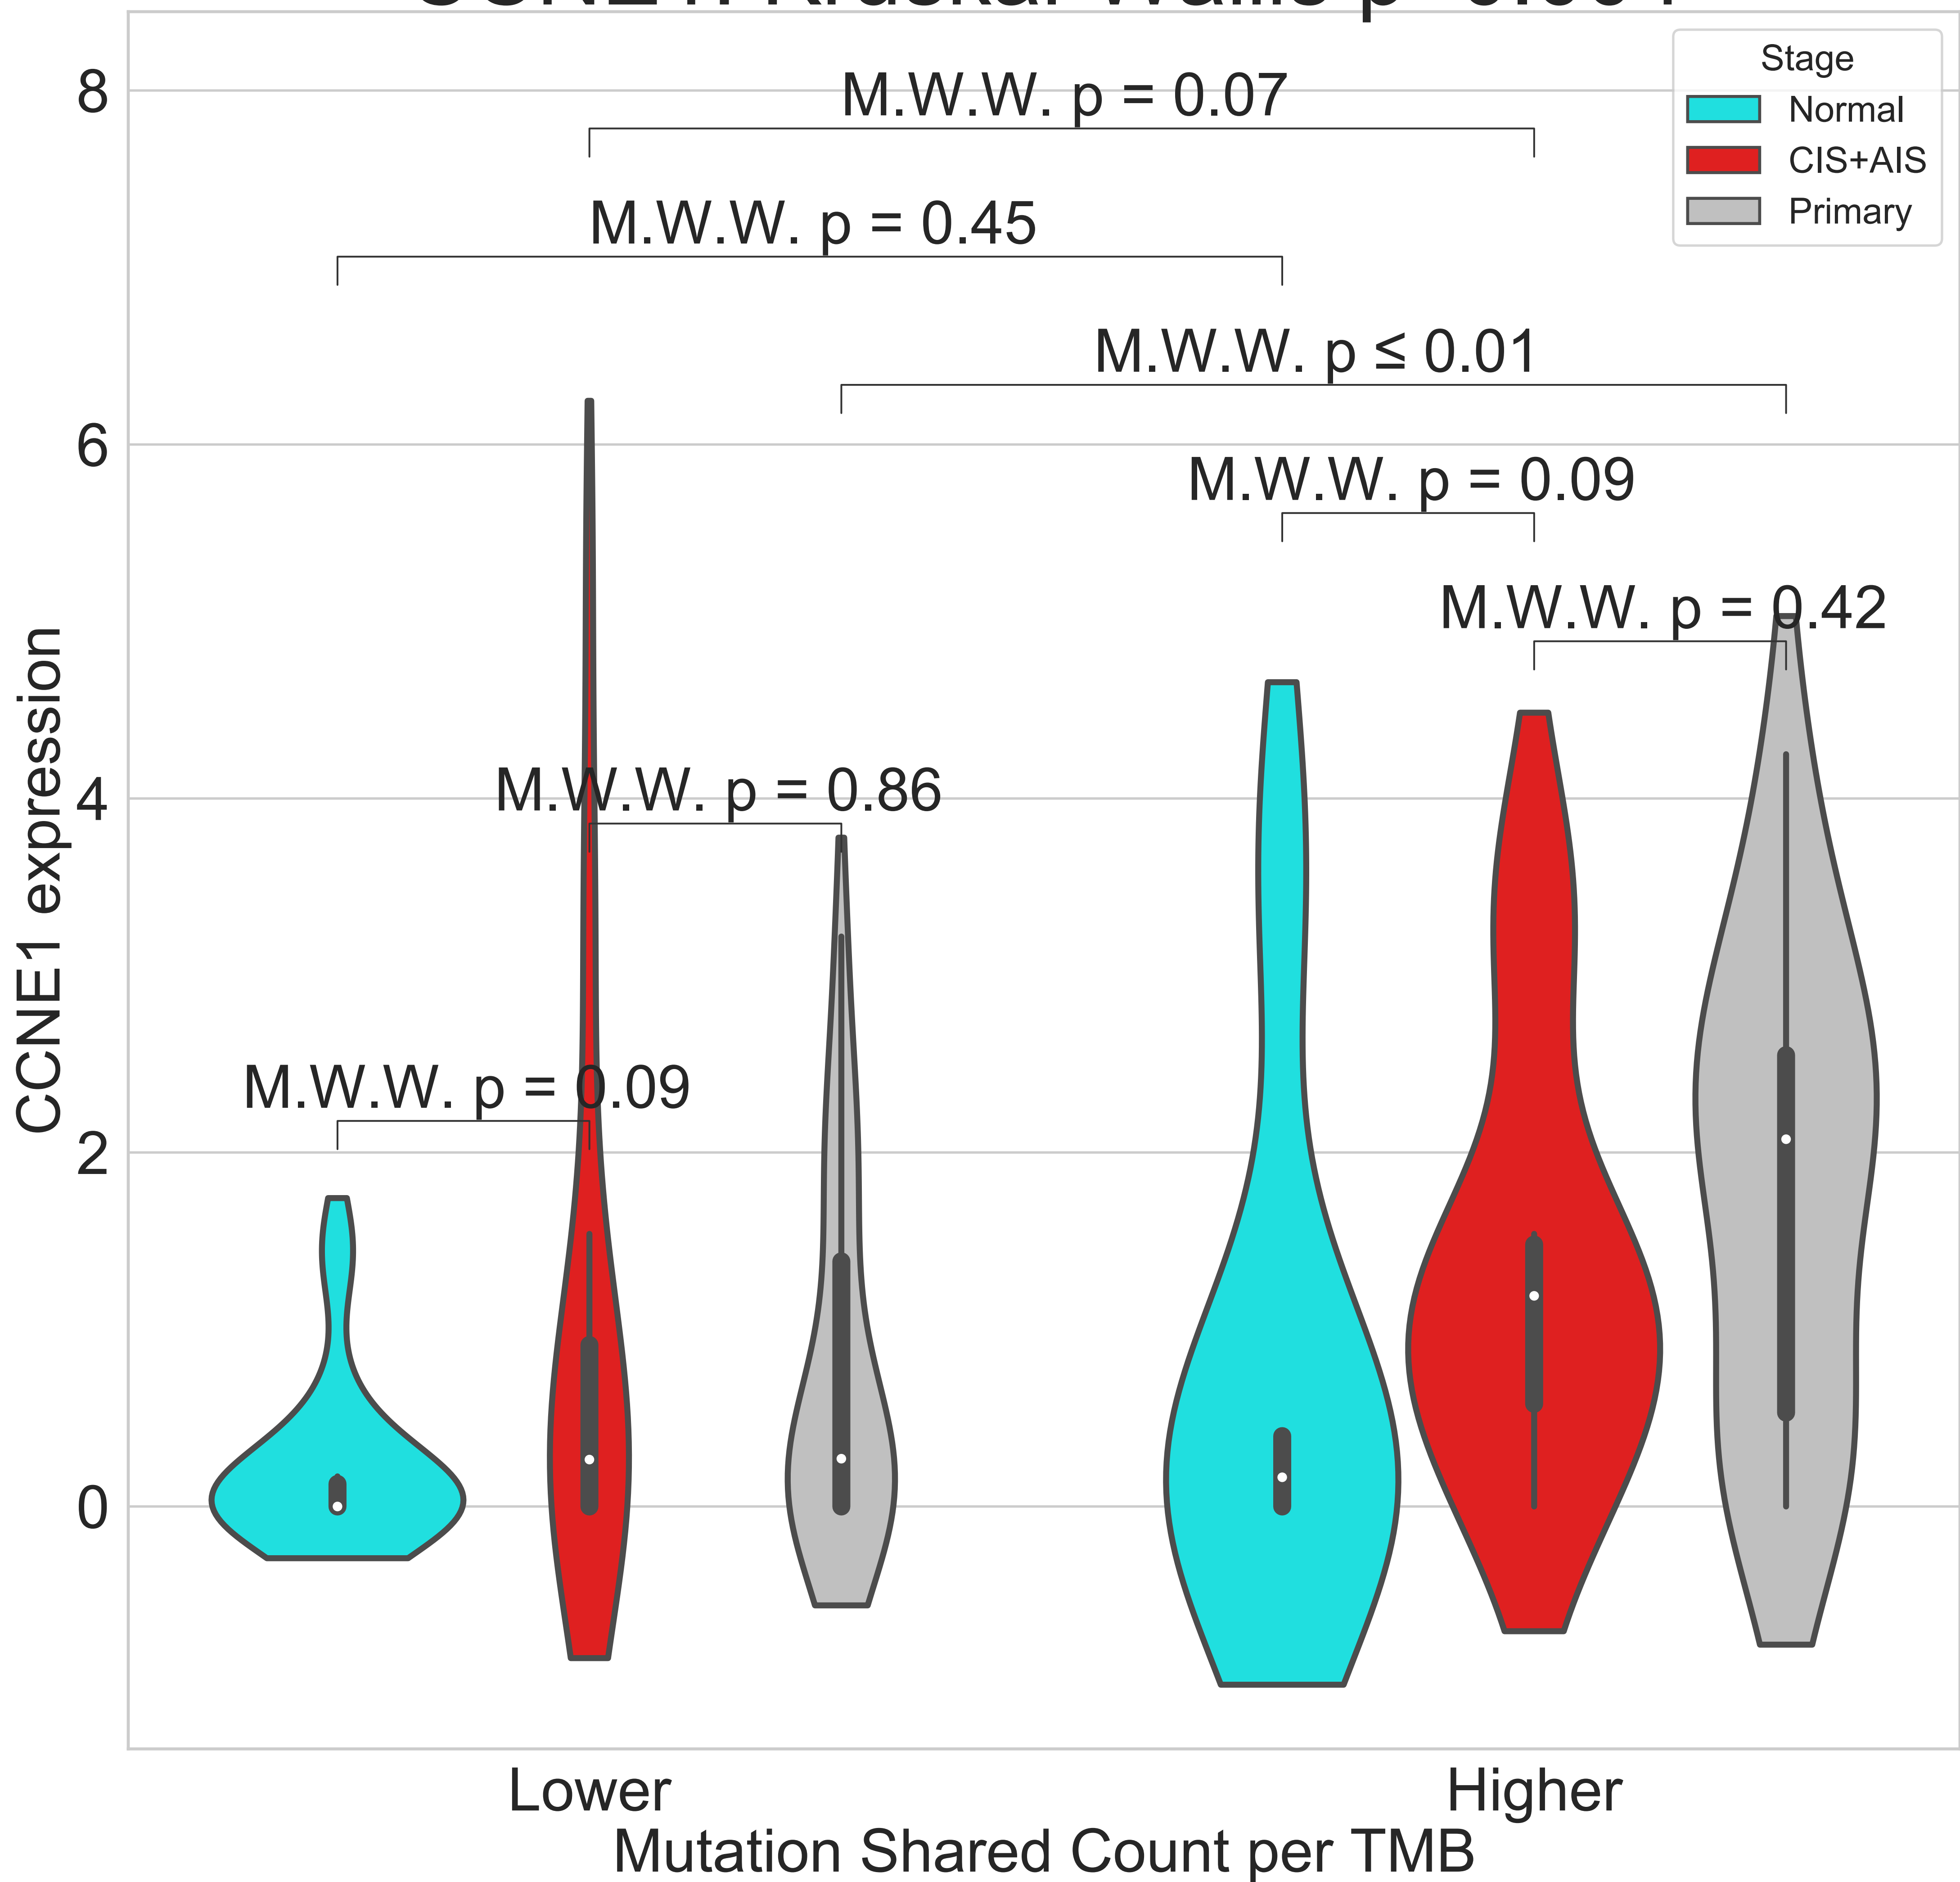 Stage
Normal
CIS+AIS
Primary
M.W.W. p = 0.07
M.W.W. p = 0.45
M.W.W. p ≤ 0.01
M.W.W. p = 0.09
M.W.W. p = 0.42
M.W.W. p = 0.86
M.W.W. p = 0.09
8
6
4
2
0
CCNE1 expression
Lower
Higher
Mutation Shared Count per TMB